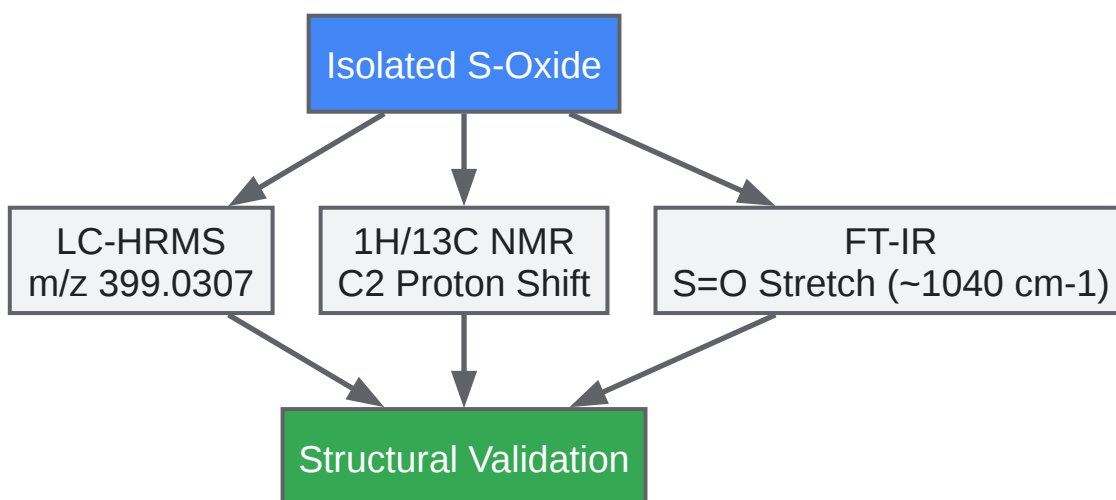 Isolated S-Oxide
LC-HRMS
m/z 399.0307
1H/13C NMR
C2 Proton Shift
FT-IR
S=O Stretch (~1040 cm-1)
Structural Validation